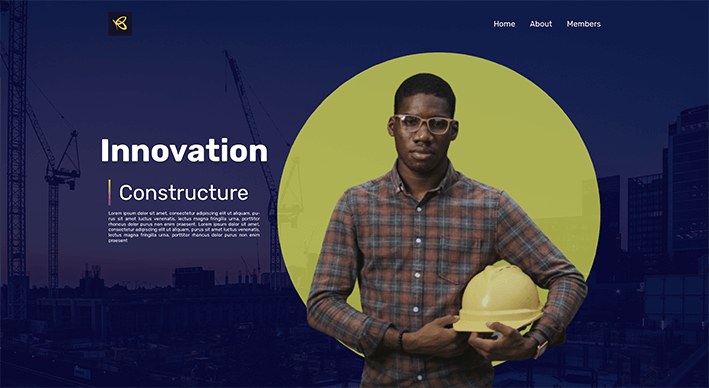 Home About Members
Innovation
Constructure
Lorem ipsum dolor sit amet, consectetur adipiscing elit ut aliquam, pu-
rus sit amet luctus venenatis, lectus magna fringilla urna, porttitor
rhoncus dolor purus non enim praesent. Lorem ipsum dolor sit amet,
consectetur adipiscing elit ut aliquam, purus sit amet luctus venenatis,
lectus magna fringilla urna, porttitor rhoncus dolor purus non enim
praesent